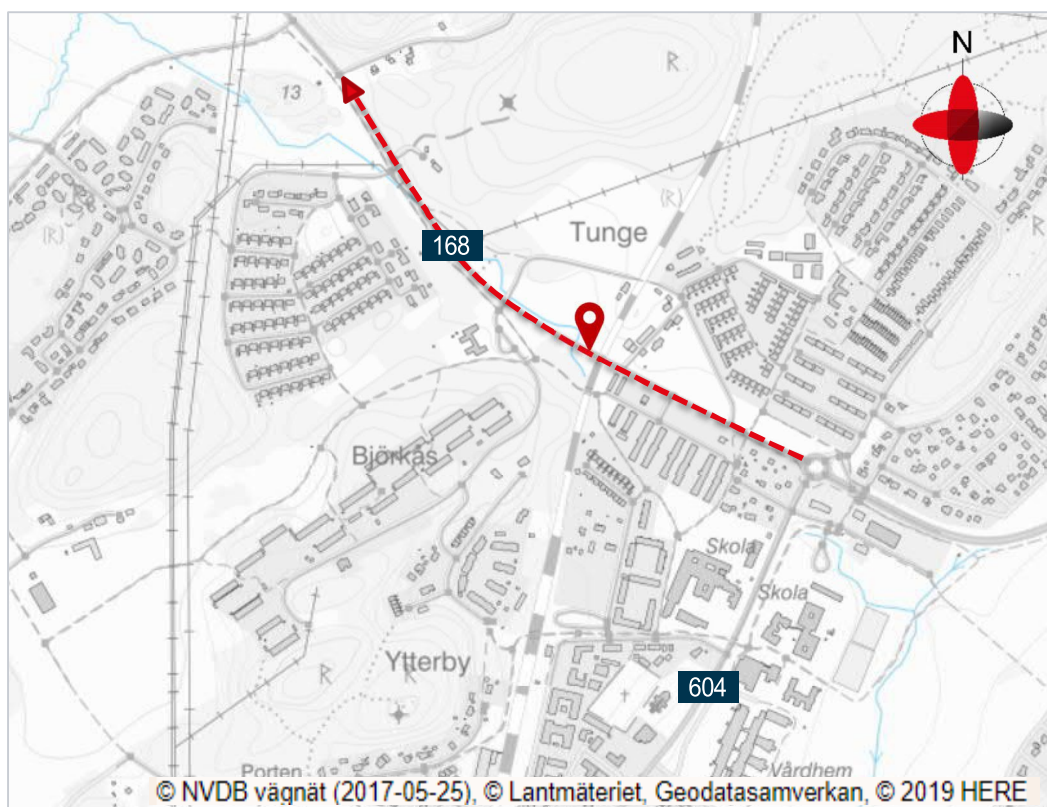 N
13
R
(R)
Tunge
168
(R)
R
Björkås
Skola
Skola
Ytterby
R
R
604
Porten
Vårdhem
© NVDB vägnät (2017-05-25), © Lantmäteriet, Geodatasamverkan, © 2019 HERE